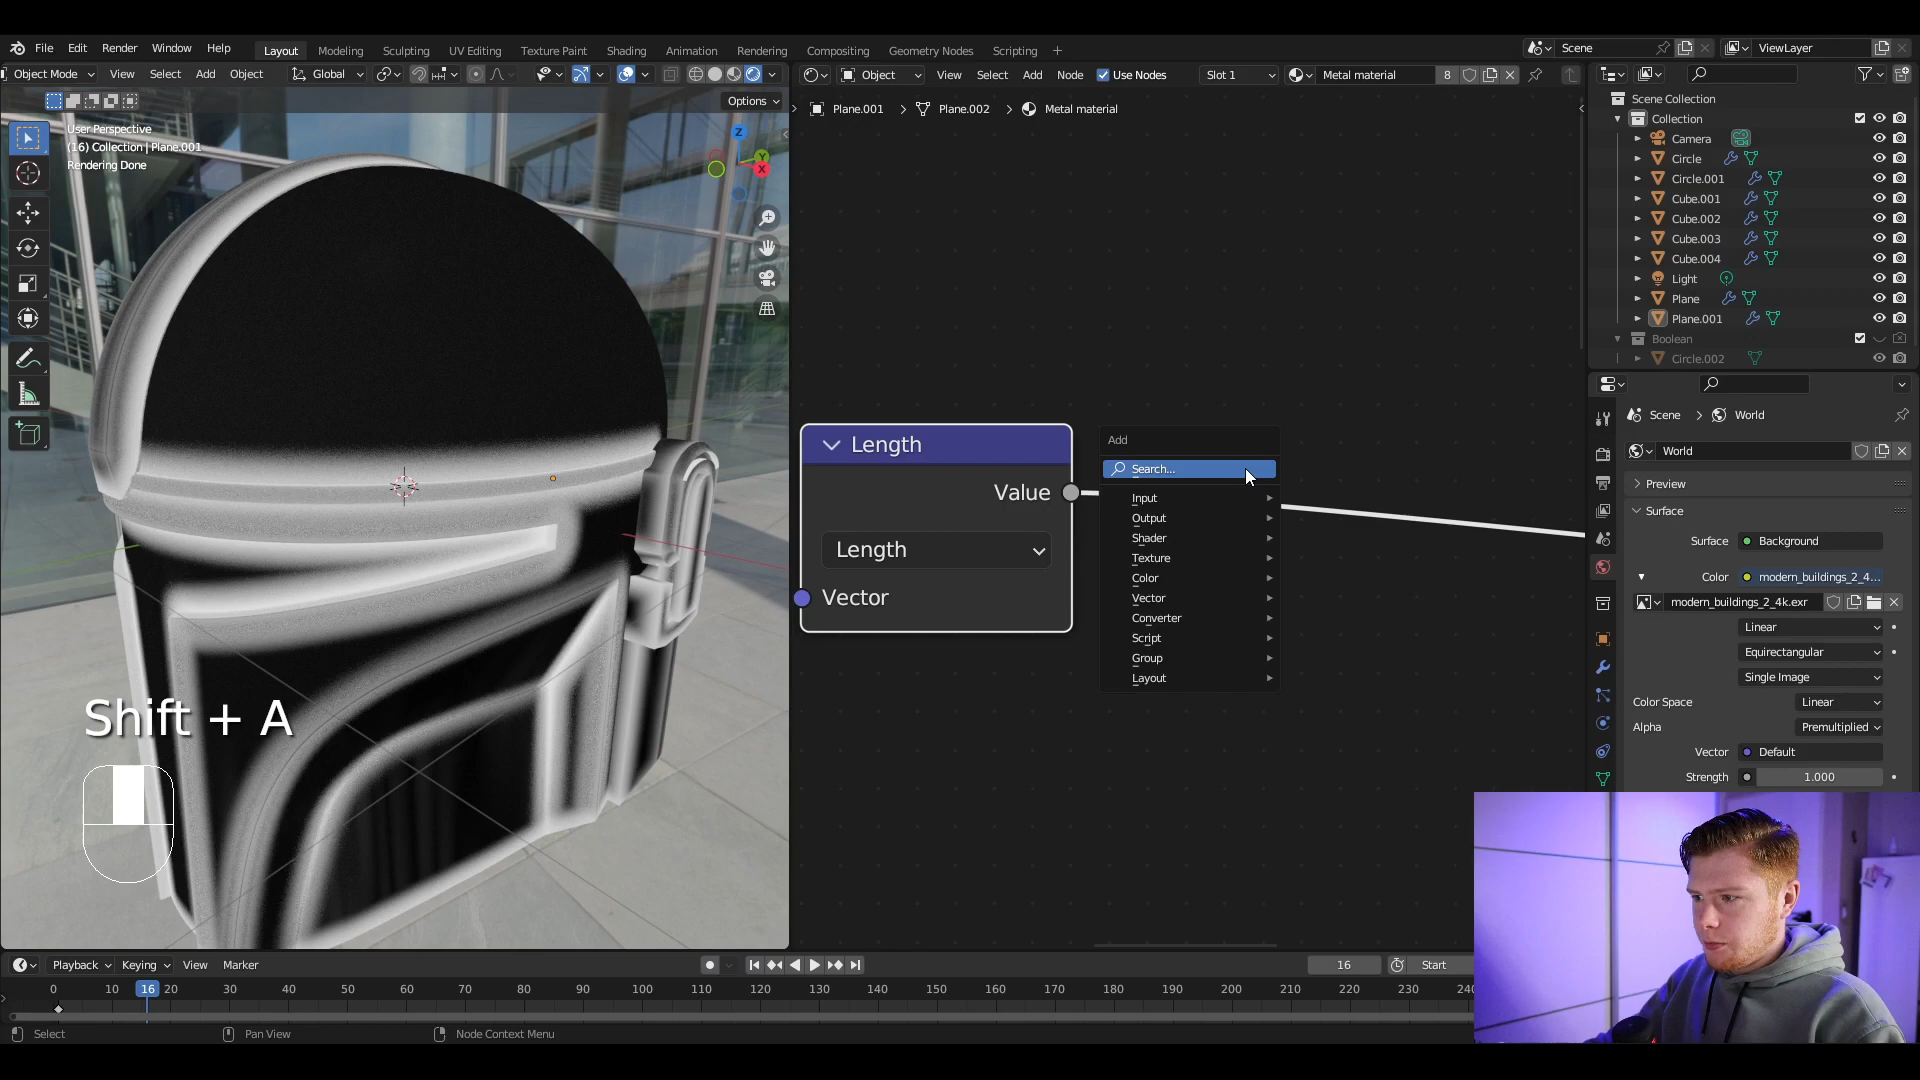 File Edit Render Window Help Layout Modeling Sculpting UV Editing Texture Paint Shading Animation Rendering Compositing Geometry Nodes Scripting + Scene ViewLayer
Object Mode View Select Add Object Global Object View Select Add Node Use Nodes Slot 1 Metal material 8
Options
Plane.001 > Plane.002 > Metal material
User Perspective
(16) Collection | Plane.001
Rendering Done
Z
Y
X
Scene Collection
Collection
Camera
Circle
Circle.001
Cube.001
Cube.002
Cube.003
Cube.004
Light
Plane
Plane.001
Boolean
Circle.002
Length
Value
Length
Vector
Add
Search...
Input
Output
Shader
Texture
Color
Vector
Converter
Script
Group
Layout
Scene > World
World
Preview
Surface
Surface Background
Color modern_buildings_2_4...
modern_buildings_2_4k.exr
Linear
Equirectangular
Single Image
Color Space Linear
Alpha Premultiplied
Vector Default
Strength 1.000
Shift + A
Playback Keying View Marker 16 Start
0 10 16 20 30 40 50 60 70 80 90 100 110 120 130 140 150 160 170 180 190 200 210 220 230 240
Select Pan View Node Context Menu